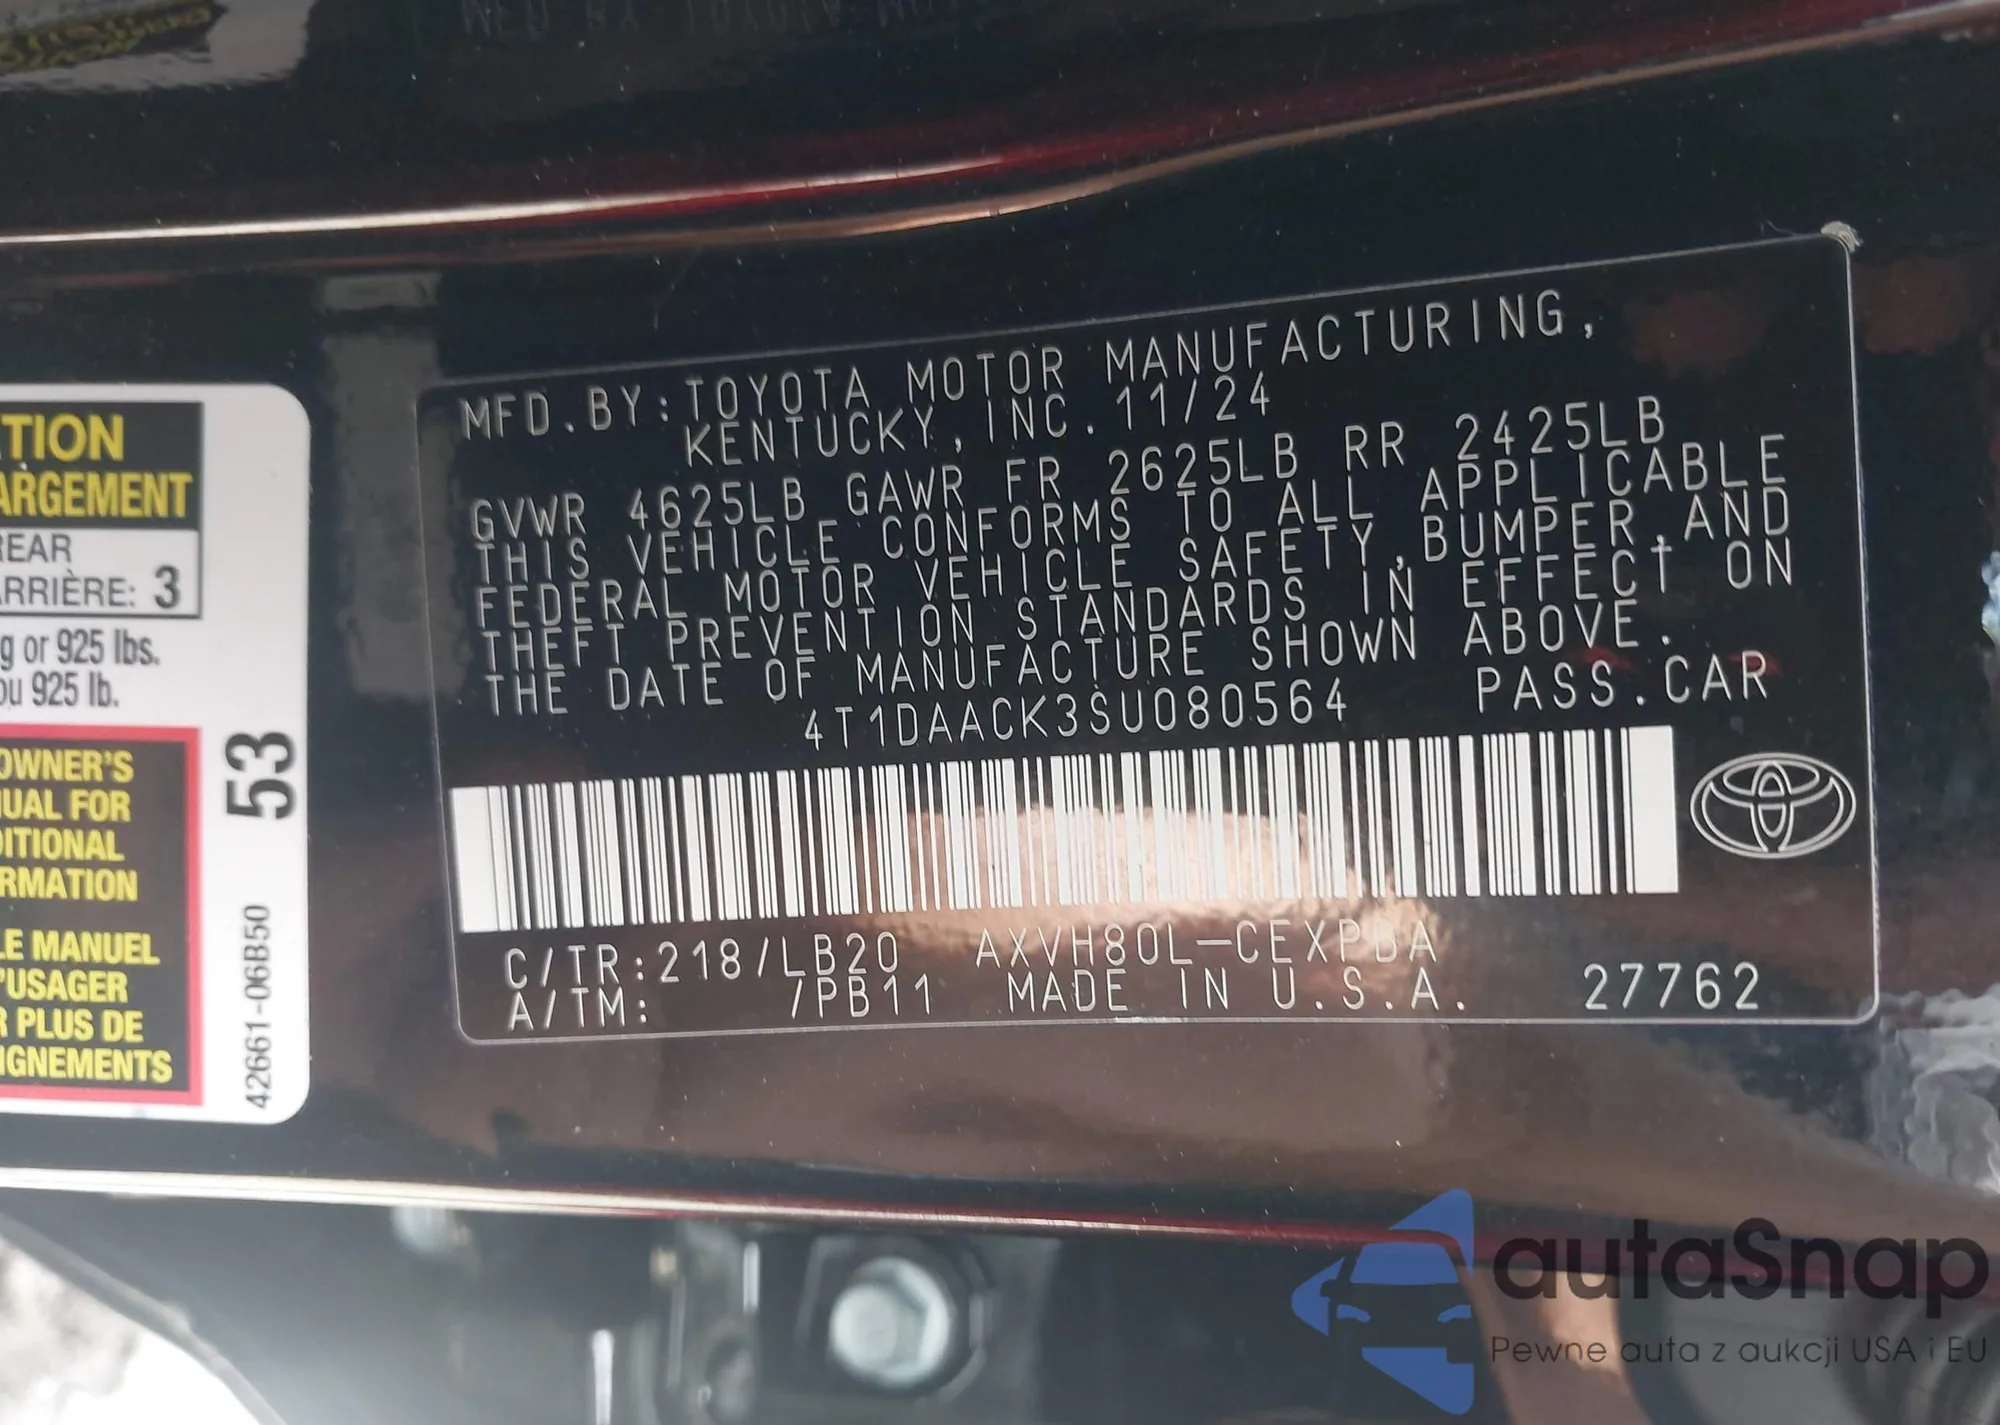 TION
ARGEMENT
REAR
ARRIÈRE: 3
g or 925 lbs.
ou 925 lb.
OWNER'S
UAL FOR
DITIONAL
RMATION
LE MANUEL
'USAGER
R PLUS DE
IGNEMENTS
53
42661-06B50
MFD.BY:TOYOTA MOTOR MANUFACTURING,
KENTUCKY,INC.11/24
GVWR 4625LB GAWR FR 2625LB RR 2425LB
THIS VEHICLE CONFORMS TO ALL APPLICABLE
FEDERAL MOTOR VEHICLE SAFETY,BUMPER,AND
THEFT PREVENTION STANDARDS IN EFFECT ON
THE DATE OF MANUFACTURE SHOWN ABOVE.
4T1DAACK3SU080564 PASS.CAR
C/TR:218/LB20 AXVH80L-CEXPBA
A/TM: /PB11 MADE IN U.S.A. 27762
autaSnap
Pewne auta z aukcji USA i EU